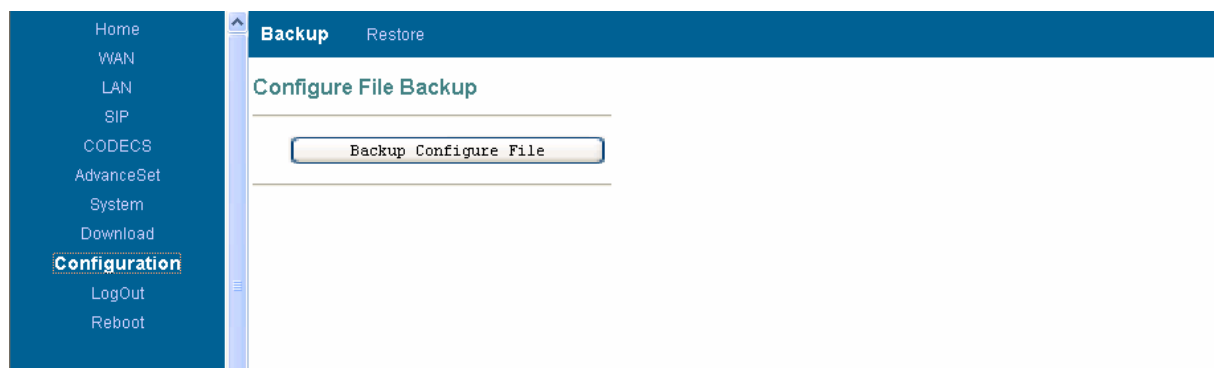 Home
WAN
LAN
SIP
CODECS
AdvanceSet
System
Download
Configuration
LogOut
Reboot
Backup Restore
Configure File Backup
Backup Configure File